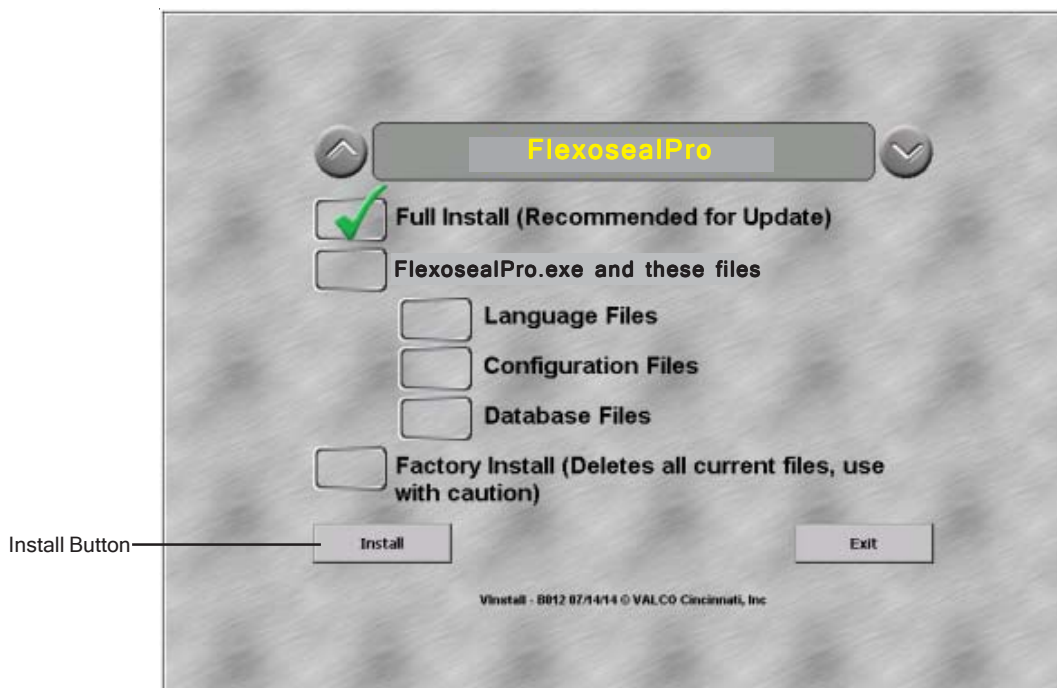 FlexosealPro
Full Install (Recommended for Update)
FlexosealPro.exe and these files
Language Files
Configuration Files
Database Files
Factory Install (Deletes all current files, use
with caution)
Install Button
Install
Exit
VInstall - B012 07/14/14 © VALCO Cincinnati, Inc